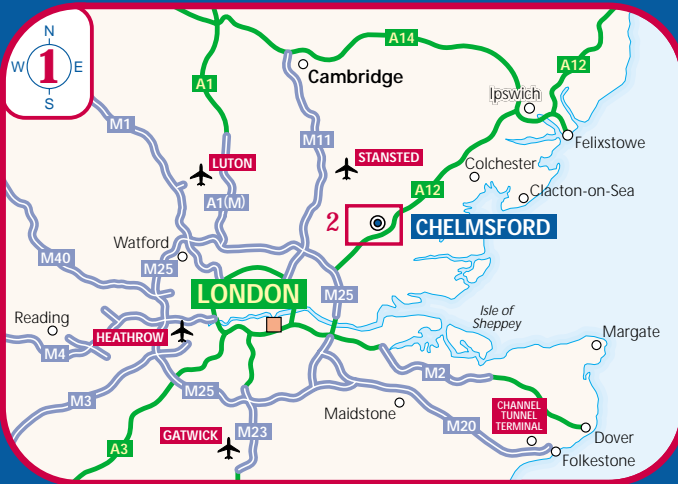 N
W 1 E
S
A14
A12
A1
Cambridge
Ipswich
M1
M11
Felixstowe
LUTON
STANSTED
Colchester
A12
Clacton-on-Sea
A1(M)
2
CHELMSFORD
Watford
M40
M25
LONDON
M25
Isle of
Sheppey
Reading
HEATHROW
Margate
M4
M2
M25
M3
Maidstone
CHANNEL
TUNNEL
TERMINAL
M20
GATWICK
M23
A3
Dover
Folkestone